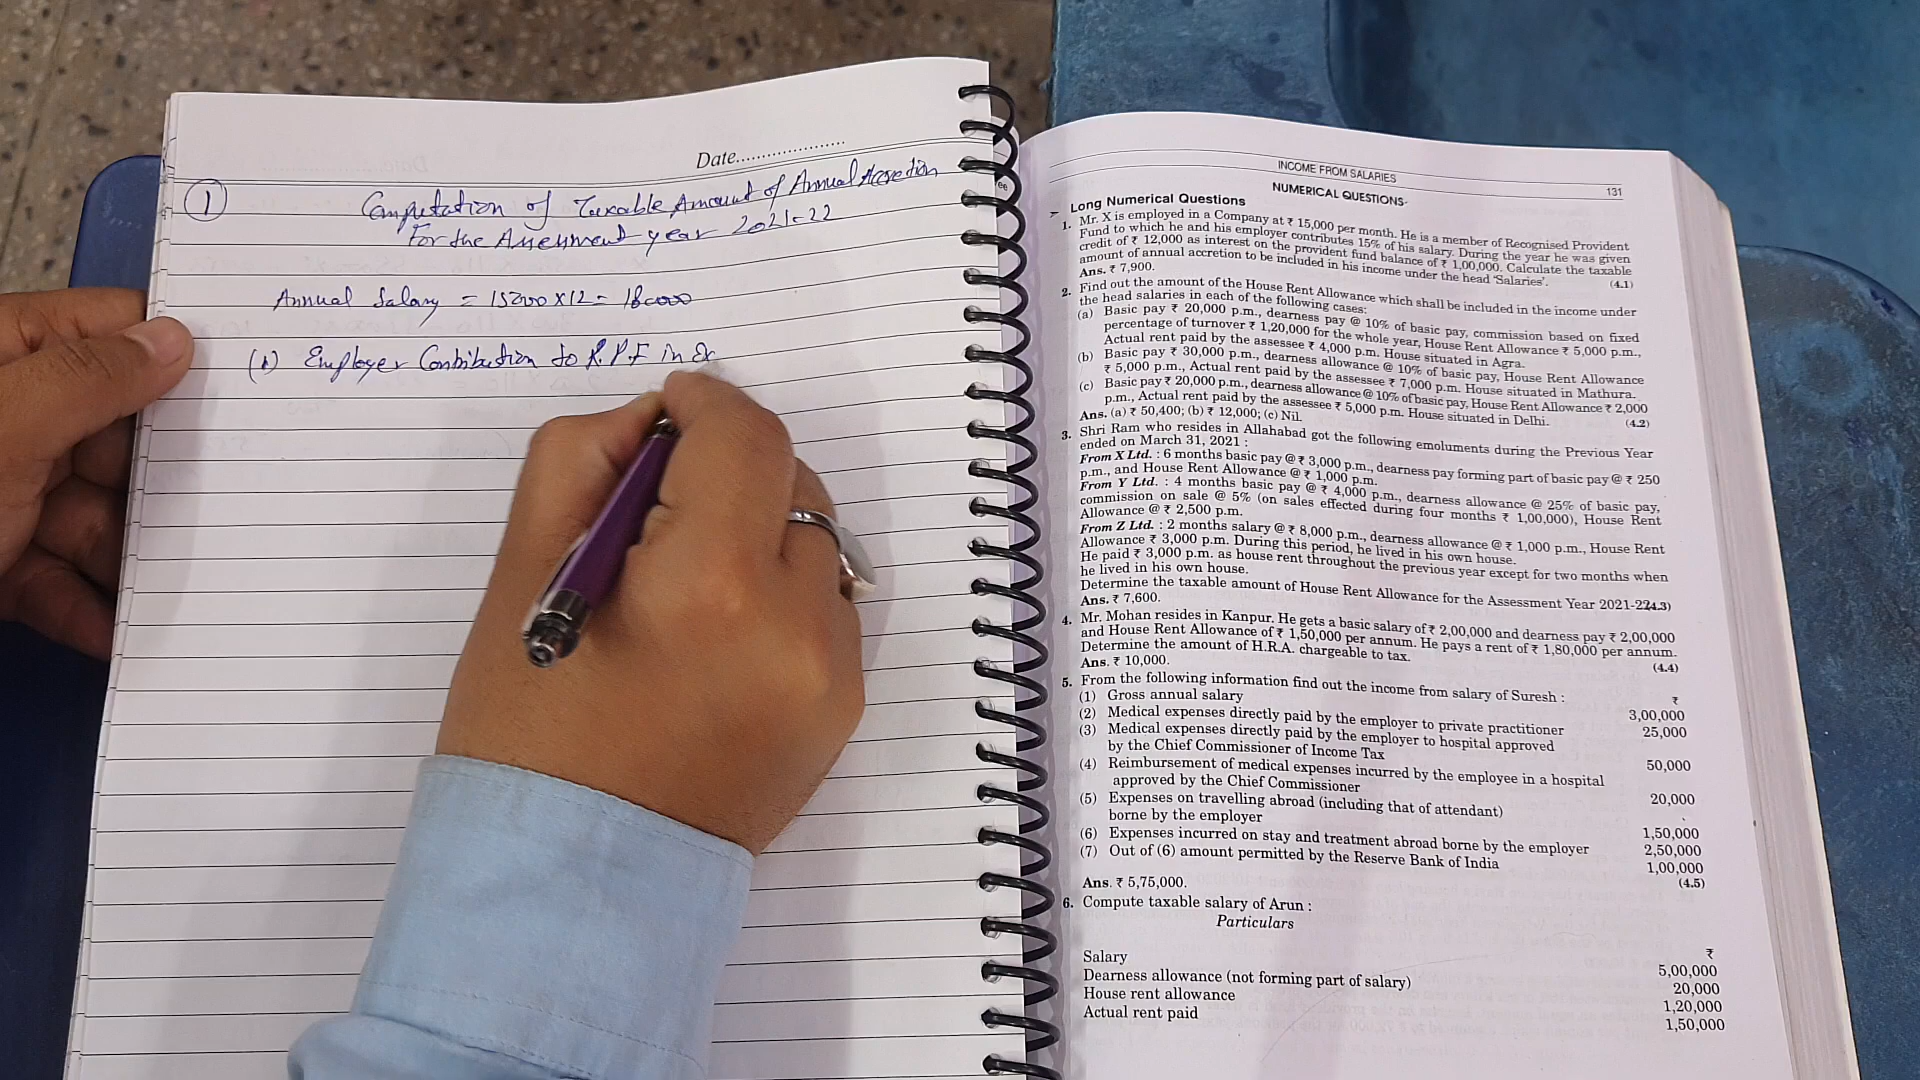 Date.....................
1
Computation of Taxable Amount of Annual Accretion
For the Assessment year 2021-22
Annual Salary = 15000 X 12 = 180000
(1) Employer Contribution to R.P.F in Ex
INCOME FROM SALARIES
131
NUMERICAL QUESTIONS
Long Numerical Questions
1. Mr. X is employed in a Company at ₹ 15,000 per month. He is a member of Recognised Provident
Fund to which he and his employer contributes 15% of his salary. During the year he was given
credit of ₹ 12,000 as interest on the provident fund balance of ₹ 1,00,000. Calculate the taxable
amount of annual accretion to be included in his income under the head 'Salaries'.
Ans. ₹ 7,900. (4.1)
2. Find out the amount of the House Rent Allowance which shall be included in the income under
the head salaries in each of the following cases:
(a) Basic pay ₹ 20,000 p.m., dearness pay @ 10% of basic pay, commission based on fixed
percentage of turnover ₹ 1,20,000 for the whole year, House Rent Allowance ₹ 5,000 p.m.,
Actual rent paid by the assessee ₹ 4,000 p.m. House situated in Agra.
(b) Basic pay ₹ 30,000 p.m., dearness allowance @ 10% of basic pay, House Rent Allowance
₹ 5,000 p.m., Actual rent paid by the assessee ₹ 7,000 p.m. House situated in Mathura.
(c) Basic pay ₹ 20,000 p.m., dearness allowance @ 10% of basic pay, House Rent Allowance ₹ 2,000
p.m., Actual rent paid by the assessee ₹ 5,000 p.m. House situated in Delhi.
Ans. (a) ₹ 50,400; (b) ₹ 12,000; (c) Nil. (4.2)
3. Shri Ram who resides in Allahabad got the following emoluments during the Previous Year
ended on March 31, 2021 :
From X Ltd. : 6 months basic pay @ ₹ 3,000 p.m., dearness pay forming part of basic pay @ ₹ 250
p.m., and House Rent Allowance @ ₹ 1,000 p.m.
From Y Ltd. : 4 months basic pay @ ₹ 4,000 p.m., dearness allowance @ 25% of basic pay,
commission on sale @ 5% (on sales effected during four months ₹ 1,00,000), House Rent
Allowance @ ₹ 2,500 p.m.
From Z Ltd. : 2 months salary @ ₹ 8,000 p.m., dearness allowance @ ₹ 1,000 p.m., House Rent
Allowance ₹ 3,000 p.m. During this period, he lived in his own house.
He paid ₹ 3,000 p.m. as house rent throughout the previous year except for two months when
he lived in his own house.
Determine the taxable amount of House Rent Allowance for the Assessment Year 2021-22.
Ans. ₹ 7,600. (4.3)
4. Mr. Mohan resides in Kanpur. He gets a basic salary of ₹ 2,00,000 and dearness pay ₹ 2,00,000
and House Rent Allowance of ₹ 1,50,000 per annum. He pays a rent of ₹ 1,80,000 per annum.
Determine the amount of H.R.A. chargeable to tax.
Ans. ₹ 10,000. (4.4)
5. From the following information find out the income from salary of Suresh :
₹
(1) Gross annual salary 3,00,000
(2) Medical expenses directly paid by the employer to private practitioner 25,000
(3) Medical expenses directly paid by the employer to hospital approved
by the Chief Commissioner of Income Tax 50,000
(4) Reimbursement of medical expenses incurred by the employee in a hospital
approved by the Chief Commissioner 20,000
(5) Expenses on travelling abroad (including that of attendant)
borne by the employer 1,50,000
(6) Expenses incurred on stay and treatment abroad borne by the employer 2,50,000
(7) Out of (6) amount permitted by the Reserve Bank of India 1,00,000
Ans. ₹ 5,75,000. (4.5)
6. Compute taxable salary of Arun :
Particulars
₹
Salary 5,00,000
Dearness allowance (not forming part of salary) 20,000
House rent allowance 1,20,000
Actual rent paid 1,50,000